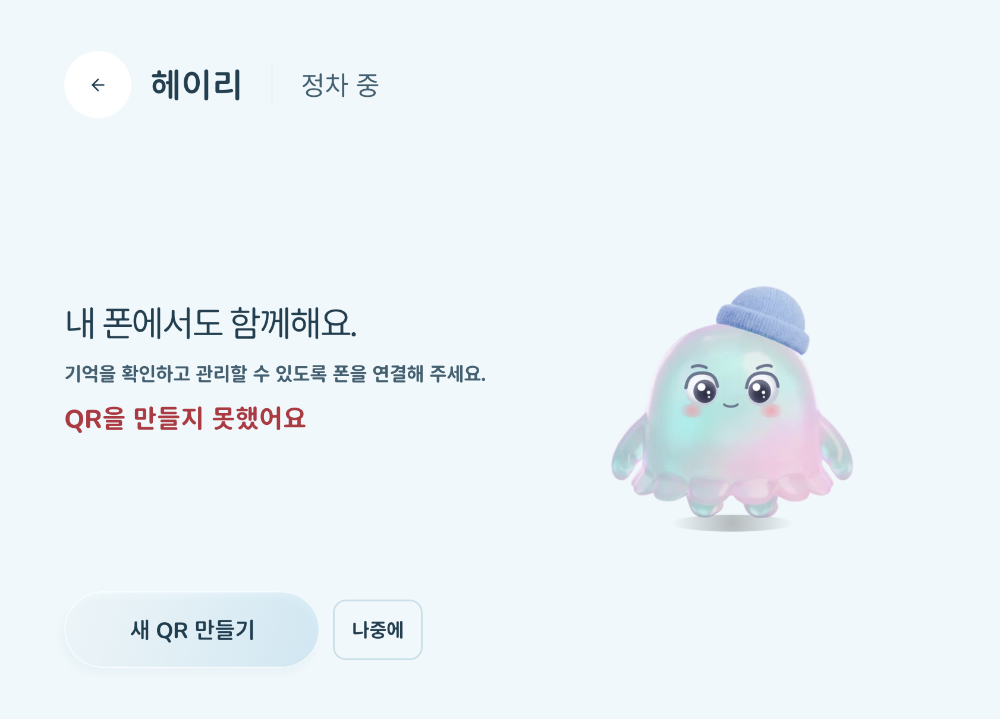 헤이리
정차 중
내 폰에서도 함께해요.
기억을 확인하고 관리할 수 있도록 폰을 연결해 주세요.
QR을 만들지 못했어요
새 QR 만들기
나중에